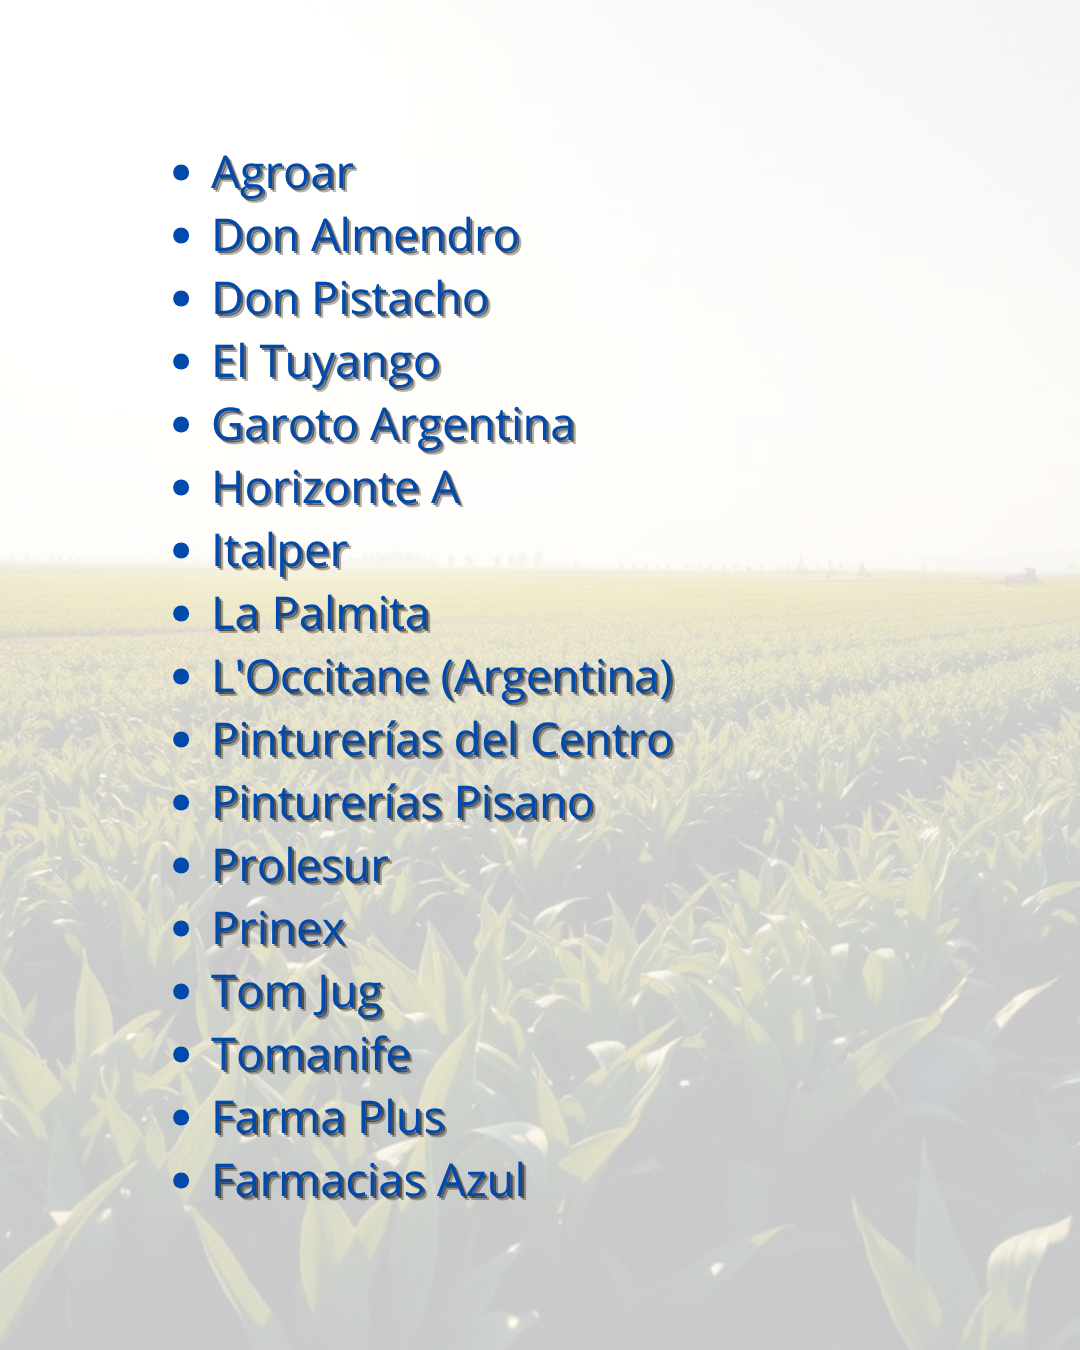 • Agroar
• Don Almendro
• Don Pistacho
• El Tuyango
• Garoto Argentina
• Horizonte A
• Italper
• La Palmita
• L'Occitane (Argentina)
• Pinturerías del Centro
• Pinturerías Pisano
• Prolesur
• Prinex
• Tom Jug
• Tomanife
• Farma Plus
• Farmacias Azul